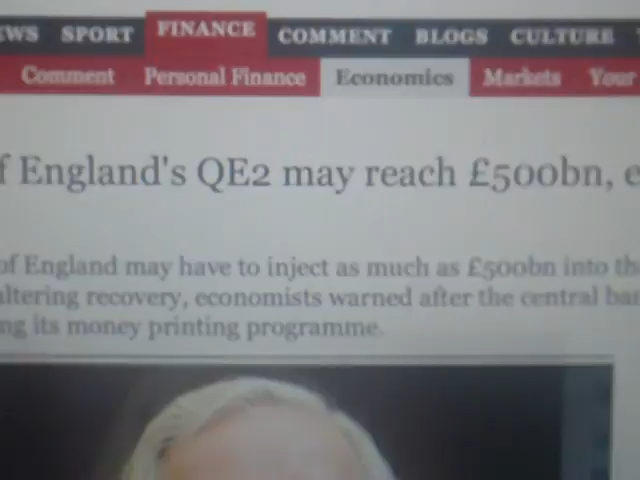 EWS SPORT FINANCE COMMENT BLOGS CULTURE
Comment Personal Finance Economics Markets Your
f England's QE2 may reach £500bn, e
of England may have to inject as much as £500bn into th
altering recovery, economists warned after the central ban
ng its money printing programme.